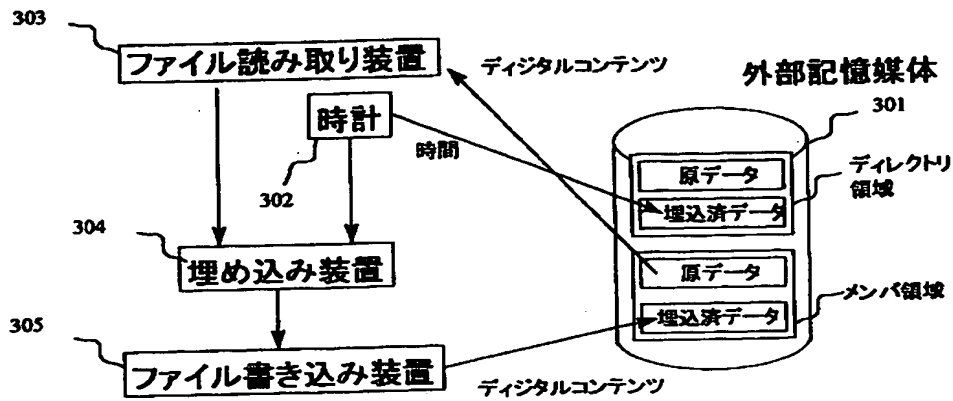 303
ファイル読み取り装置
ディジタルコンテンツ
外部記憶媒体
時計
301
時間
ディレクトリ
領域
原データ
302
埋込済データ
304
埋め込み装置
原データ
メンバ領域
305
埋込済データ
ファイル書き込み装置
ディジタルコンテンツ